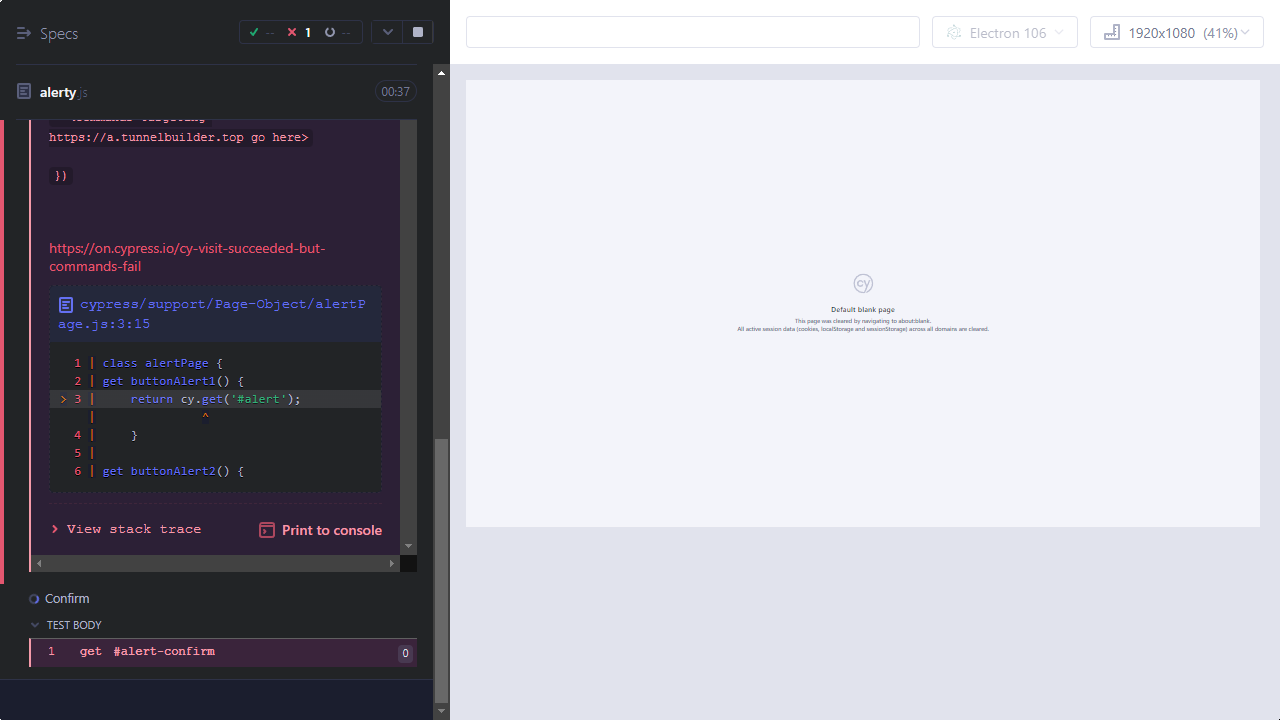 Specs
-- 1 --
Electron 106
1920x1080 (41%)
alerty.js
00:37
https://a.tunnelbuilder.top go here>
})
https://on.cypress.io/cy-visit-succeeded-but-
commands-fail
cypress/support/Page-Object/alertP
age.js:3:15
1 | class alertPage {
2 | get buttonAlert1() {
> 3 |     return cy.get('#alert');
|               ^
4 |     }
5 |
6 | get buttonAlert2() {
> View stack trace
Print to console
Confirm
TEST BODY
1 get #alert-confirm 0
cy
Default blank page
This page was cleared by navigating to about:blank.
All active session data (cookies, localStorage and sessionStorage) across all domains are cleared.